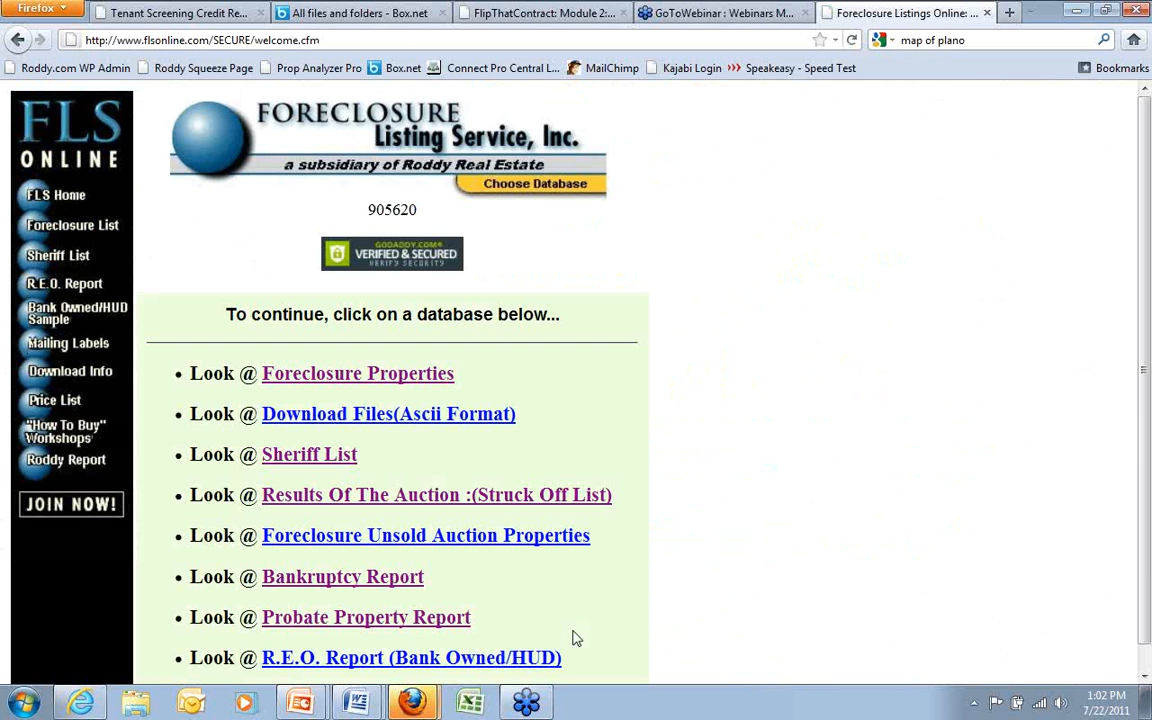 Firefox
Tenant Screening Credit Re...
All files and folders - Box.net
FlipThatContract: Module 2:...
GoToWebinar : Webinars M...
Foreclosure Listings Online: ...
http://www.flsonline.com/SECURE/welcome.cfm
map of plano
Roddy.com WP Admin
Roddy Squeeze Page
Prop Analyzer Pro
Box.net
Connect Pro Central L...
MailChimp
Kajabi Login
Speakeasy - Speed Test
Bookmarks
FLS
ONLINE
FLS Home
Foreclosure List
Sheriff List
R.E.O. Report
Bank Owned/HUD
Sample
Mailing Labels
Download Info
Price List
"How To Buy"
Workshops
Roddy Report
JOIN NOW!
FORECLOSURE
Listing Service, Inc.
a subsidiary of Roddy Real Estate
Choose Database
905620
GODADDY.COM®
VERIFIED & SECURED
VERIFY SECURITY
To continue, click on a database below...
• Look @ Foreclosure Properties
• Look @ Download Files(Ascii Format)
• Look @ Sheriff List
• Look @ Results Of The Auction :(Struck Off List)
• Look @ Foreclosure Unsold Auction Properties
• Look @ Bankruptcy Report
• Look @ Probate Property Report
• Look @ R.E.O. Report (Bank Owned/HUD)
1:02 PM
7/22/2011